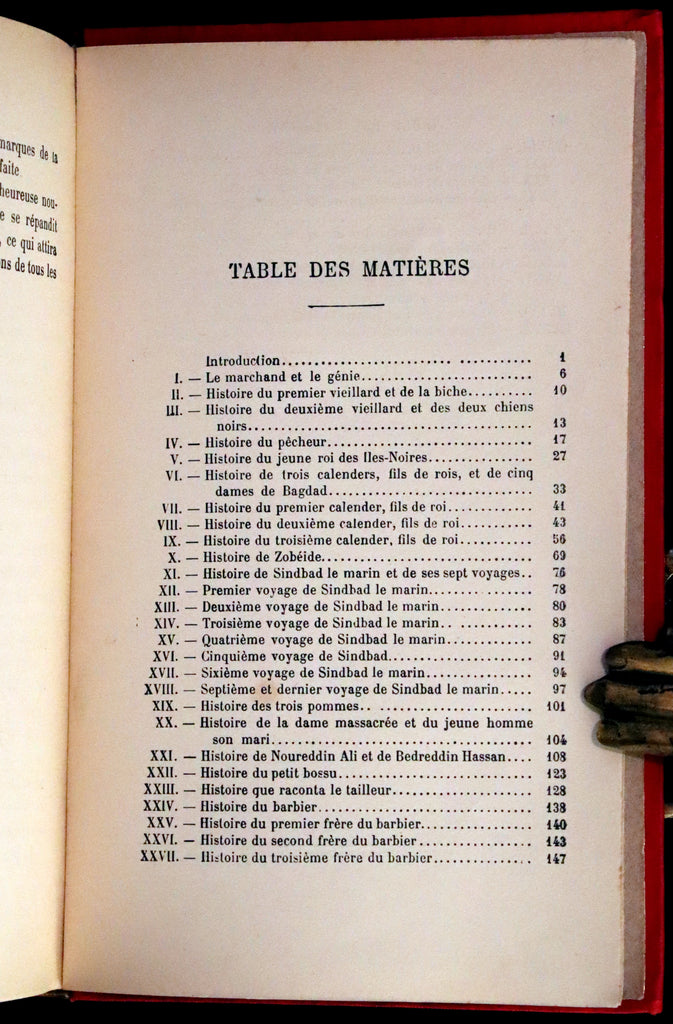 marques de la
faite
heureuse nou-
e se répandit
, ce qui attira
ns de tous les
TABLE DES MATIÈRES
Introduction.......................... ........... 1
I. — Le marchand et le génie.......................... 6
II. — Histoire du premier vieillard et de la biche.......... 10
III. — Histoire du deuxième vieillard et des deux chiens
noirs............................................ 13
IV. — Histoire du pêcheur............................... 17
V. — Histoire du jeune roi des Iles-Noires................ 27
VI. — Histoire de trois calenders, fils de rois, et de cinq
dames de Bagdad............................... 33
VII. — Histoire du premier calender, fils de roi............. 41
VIII. — Histoire du deuxième calender, fils de roi........... 43
IX. — Histoire du troisième calender, fils de roi........... 56
X. — Histoire de Zobéide................................ 69
XI. — Histoire de Sindbad le marin et de ses sept voyages.. 76
XII. — Premier voyage de Sindbad le marin................ 78
XIII. — Deuxième voyage de Sindbad le marin.............. 80
XIV. — Troisième voyage de Sindbad le marin.. ........... 83
XV. — Quatrième voyage de Sindbad le marin............. 87
XVI. — Cinquième voyage de Sindbad...................... 91
XVII. — Sixième voyage de Sindbad le marin................ 94
XVIII. — Septième et dernier voyage de Sindbad le marin..... 97
XIX. — Histoire des trois pommes.. ....................... 101
XX. — Histoire de la dame massacrée et du jeune homme
son mari........................................ 104
XXI. — Histoire de Noureddin Ali et de Bedreddin Hassan.... 108
XXII. — Histoire du petit bossu............................. 123
XXIII. — Histoire que raconta le tailleur..................... 128
XXIV. — Histoire du barbier................................ 138
XXV. — Histoire du premier frère du barbier................. 140
XXVI. — Histoire du second frère du barbier................. 143
XXVII. — Histoire du troisième frère du barbier............... 147